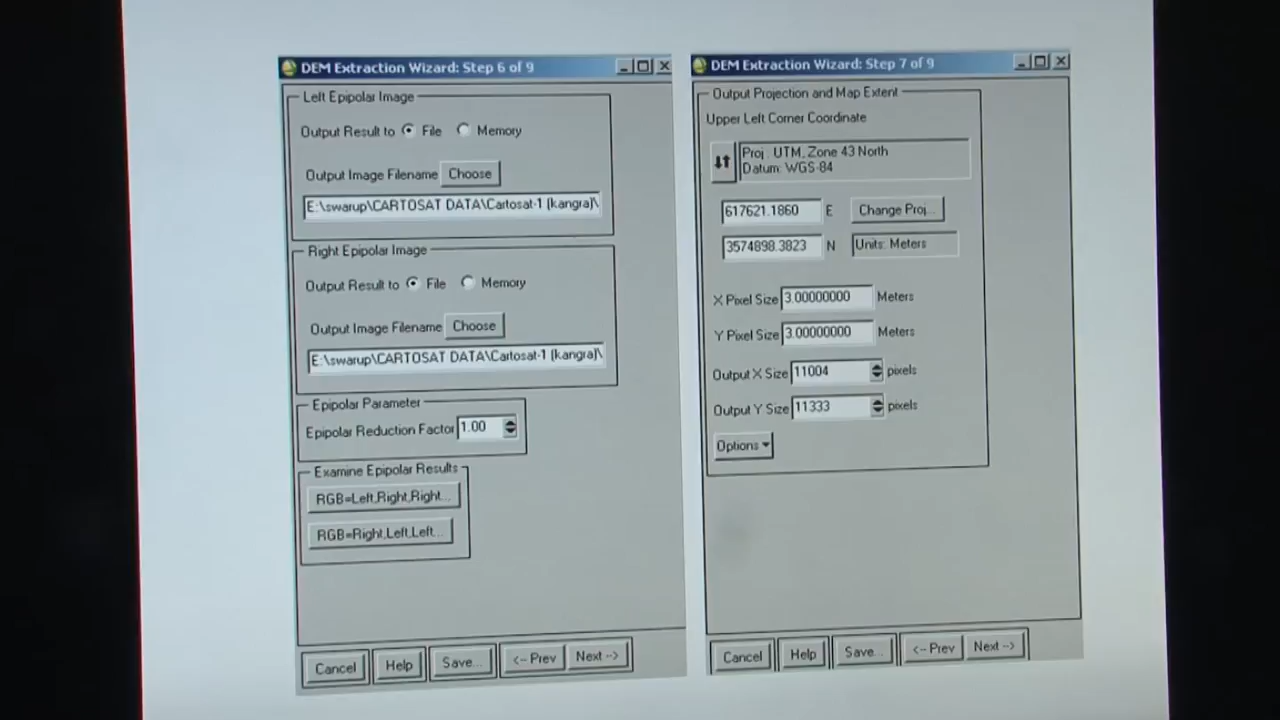 DEM Extraction Wizard: Step 6 of 9
Left Epipolar Image
Output Result to File Memory
Output Image Filename Choose
E:\swarup\CARTOSAT DATA\Cartosat-1 (kangra)\
Right Epipolar Image
Output Result to File Memory
Output Image Filename Choose
E:\swarup\CARTOSAT DATA\Cartosat-1 (kangra)\
Epipolar Parameter
Epipolar Reduction Factor 1.00
Examine Epipolar Results
RGB=Left,Right,Right...
RGB=Right,Left,Left...
Cancel Help Save... <-- Prev Next -->
DEM Extraction Wizard: Step 7 of 9
Output Projection and Map Extent
Upper Left Corner Coordinate
Proj : UTM, Zone 43 North
Datum: WGS-84
617621.1860 E Change Proj...
3574898.3823 N Units: Meters
X Pixel Size 3.00000000 Meters
Y Pixel Size 3.00000000 Meters
Output X Size 11004 pixels
Output Y Size 11333 pixels
Options
Cancel Help Save... <-- Prev Next -->